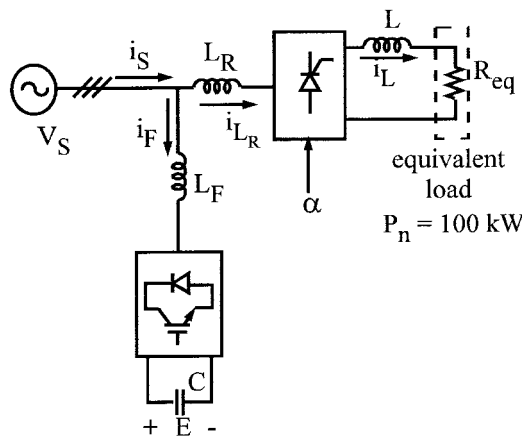 L
i_S
L_R
i_L
R_eq
V_S
i_F
i_{L_R}
L_F
α
equivalent
load
P_n = 100 kW
C
+ E -